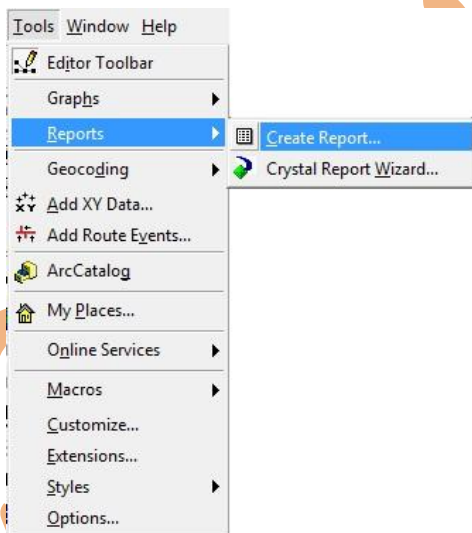 Tools Window Help
Editor Toolbar
Graphs
Reports
Create Report...
Geocoding
Crystal Report Wizard...
Add XY Data...
Add Route Events...
ArcCatalog
My Places...
Online Services
Macros
Customize...
Extensions...
Styles
Options...